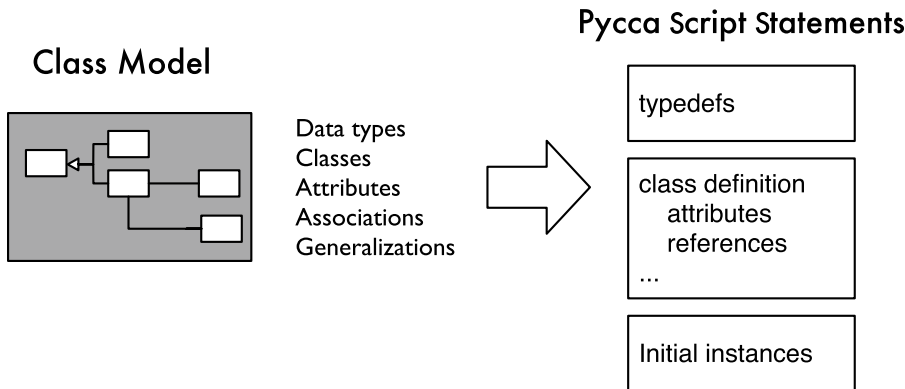 Pycca Script Statements
Class Model
Data types
Classes
Attributes
Associations
Generalizations
typedefs
class definition
attributes
references
...
Initial instances